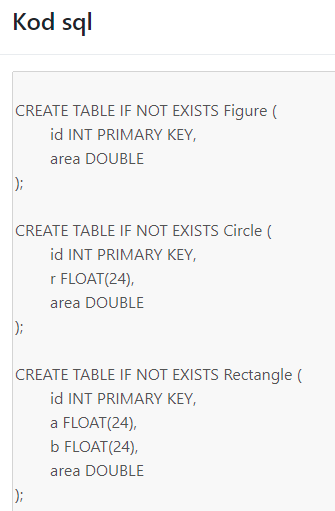 Kod sql
CREATE TABLE IF NOT EXISTS Figure (
id INT PRIMARY KEY,
area DOUBLE
);
CREATE TABLE IF NOT EXISTS Circle (
id INT PRIMARY KEY,
r FLOAT(24),
area DOUBLE
);
CREATE TABLE IF NOT EXISTS Rectangle (
id INT PRIMARY KEY,
a FLOAT(24),
b FLOAT(24),
area DOUBLE
);